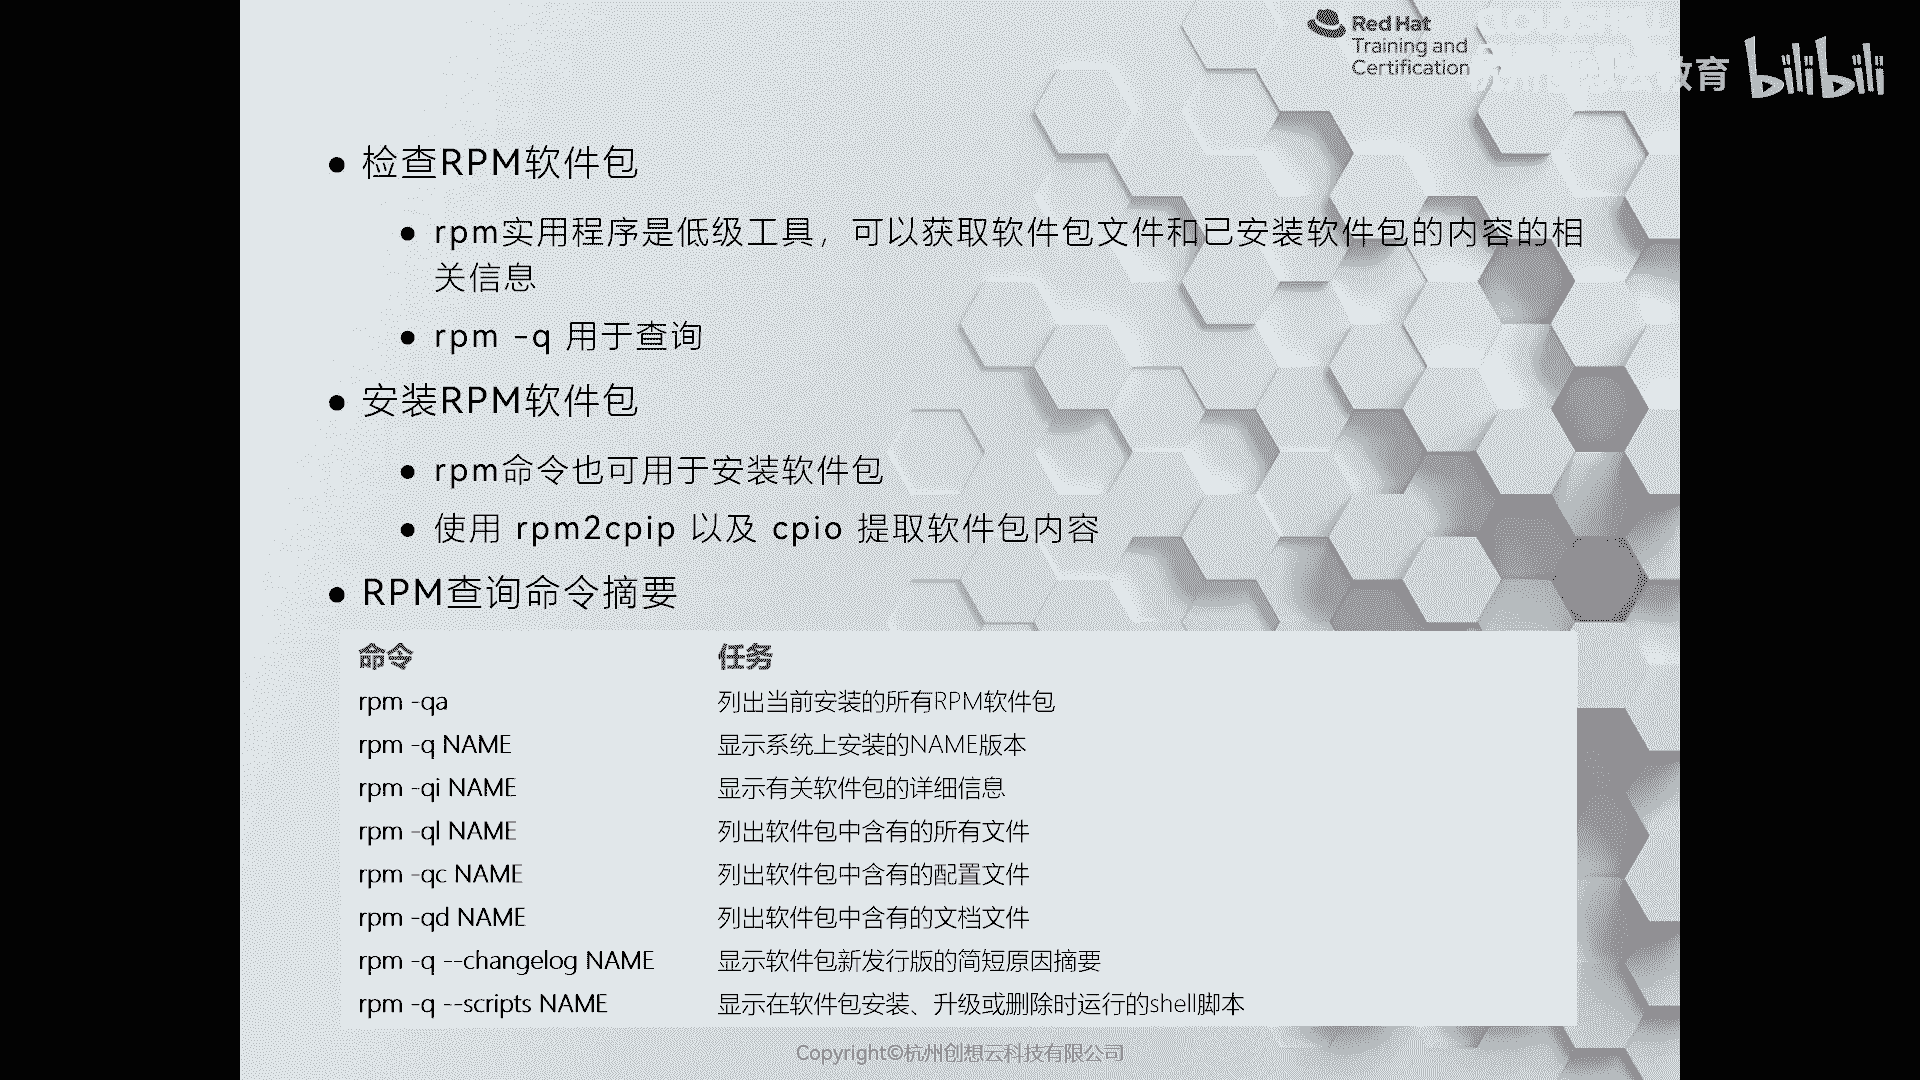 Red Hat
Training and
Certification
教育 bilibili
• 检查RPM软件包
• rpm实用程序是低级工具，可以获取软件包文件和已安装软件包的内容的相
关信息
• rpm -q 用于查询
• 安装RPM软件包
• rpm命令也可用于安装软件包
• 使用 rpm2cpip 以及 cpio 提取软件包内容
• RPM查询命令摘要
命令 任务
rpm -qa 列出当前安装的所有RPM软件包
rpm -q NAME 显示系统上安装的NAME版本
rpm -qi NAME 显示有关软件包的详细信息
rpm -ql NAME 列出软件包中含有的所有文件
rpm -qc NAME 列出软件包中含有的配置文件
rpm -qd NAME 列出软件包中含有的文档文件
rpm -q --changelog NAME 显示软件包新发行版的简短原因摘要
rpm -q --scripts NAME 显示在软件包安装、升级或删除时运行的shell脚本
Copyright©杭州创想云科技有限公司